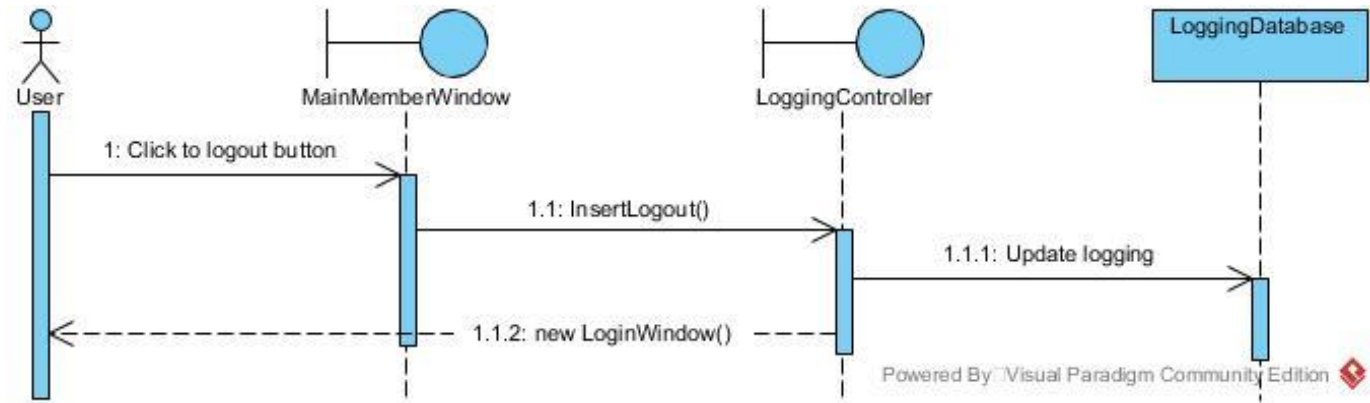 LoggingDatabase
User
MainMemberWindow
LoggingController
1: Click to logout button
1.1: InsertLogout()
1.1.1: Update logging
1.1.2: new LoginWindow()
Powered By Visual Paradigm Community Edition